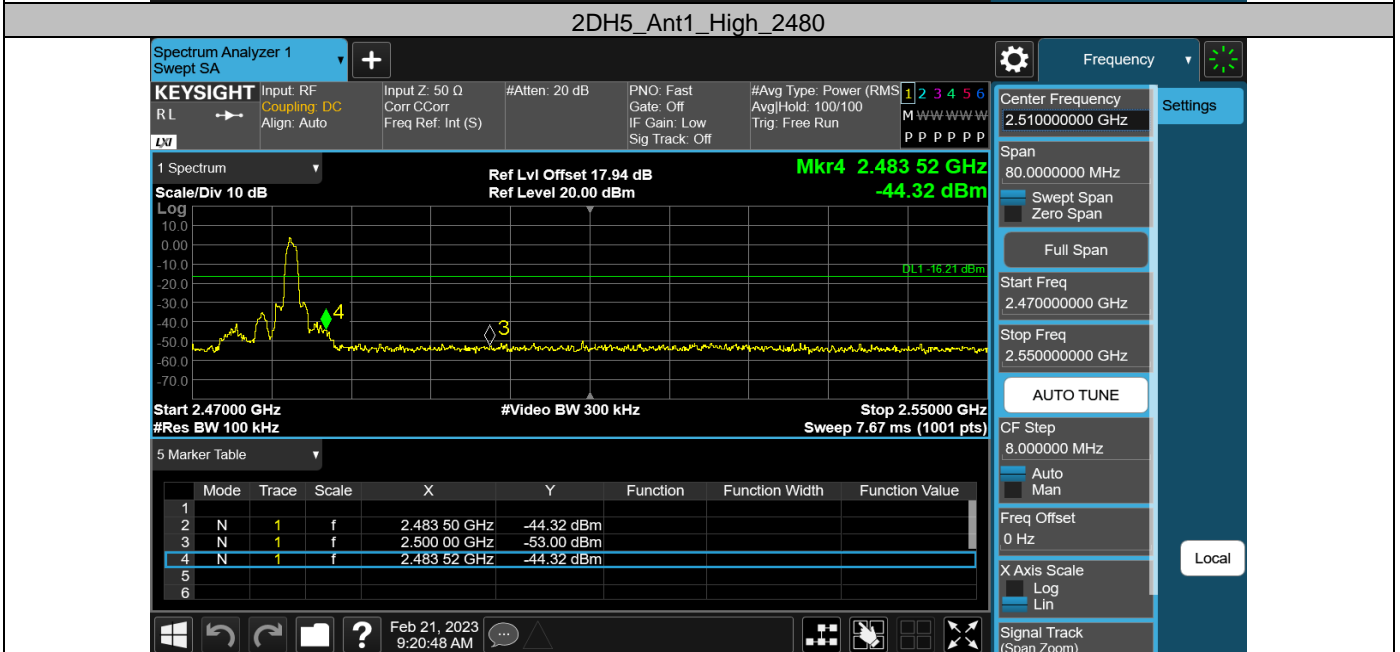 2DH5_Ant1_High_2480
Spectrum Analyzer 1
Swept SA
Frequency
KEYSIGHT
RL
LXI
Input: RF
Coupling: DC
Align: Auto
Input Z: 50 Ω
Corr CCorr
Freq Ref: Int (S)
#Atten: 20 dB
PNO: Fast
Gate: Off
IF Gain: Low
Sig Track: Off
#Avg Type: Power (RMS
Avg|Hold: 100/100
Trig: Free Run
1 2 3 4 5 6
M W W W W W
P P P P P P
1 Spectrum
Scale/Div 10 dB
Ref Lvl Offset 17.94 dB
Ref Level 20.00 dBm
Mkr4 2.483 52 GHz
-44.32 dBm
Log
10.0
0.00
-10.0
-20.0
-30.0
-40.0
-50.0
-60.0
-70.0
DL1 -16.21 dBm
4
3
Start 2.47000 GHz
#Video BW 300 kHz
Stop 2.55000 GHz
#Res BW 100 kHz
Sweep 7.67 ms (1001 pts)
5 Marker Table
Mode Trace Scale X Y Function Function Width Function Value
1
2 N 1 f 2.483 50 GHz -44.32 dBm
3 N 1 f 2.500 00 GHz -53.00 dBm
4 N 1 f 2.483 52 GHz -44.32 dBm
5
6
?
Feb 21, 2023
9:20:48 AM
Center Frequency
2.510000000 GHz
Settings
Span
80.0000000 MHz
Swept Span
Zero Span
Full Span
Start Freq
2.470000000 GHz
Stop Freq
2.550000000 GHz
AUTO TUNE
CF Step
8.000000 MHz
Auto
Man
Freq Offset
0 Hz
X Axis Scale
Log
Lin
Local
Signal Track
(Span Zoom)